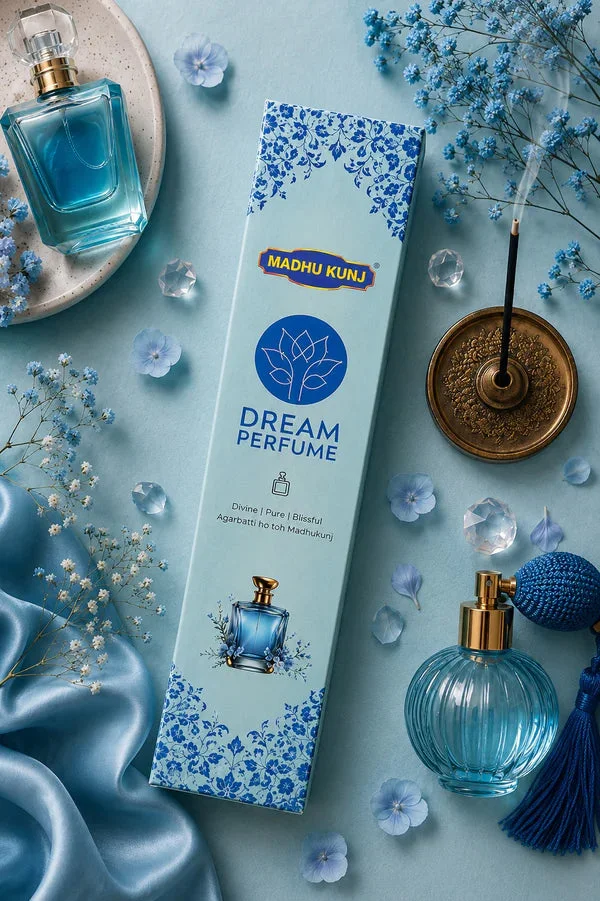 MADHU KUNJ
®
DREAM
PERFUME
Divine | Pure | Blissful
Agarbatti ho toh Madhukunj